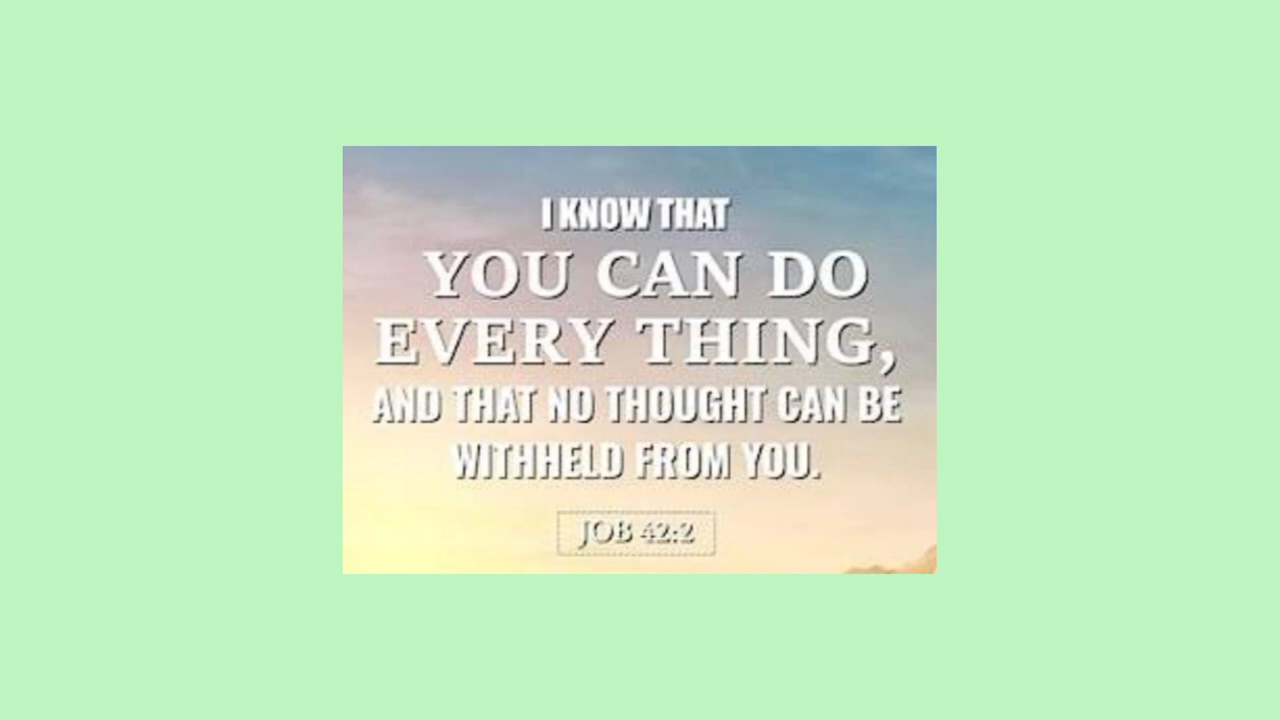 I KNOW THAT
YOU CAN DO
EVERY THING,
AND THAT NO THOUGHT CAN BE
WITHHELD FROM YOU.
JOB 42:2